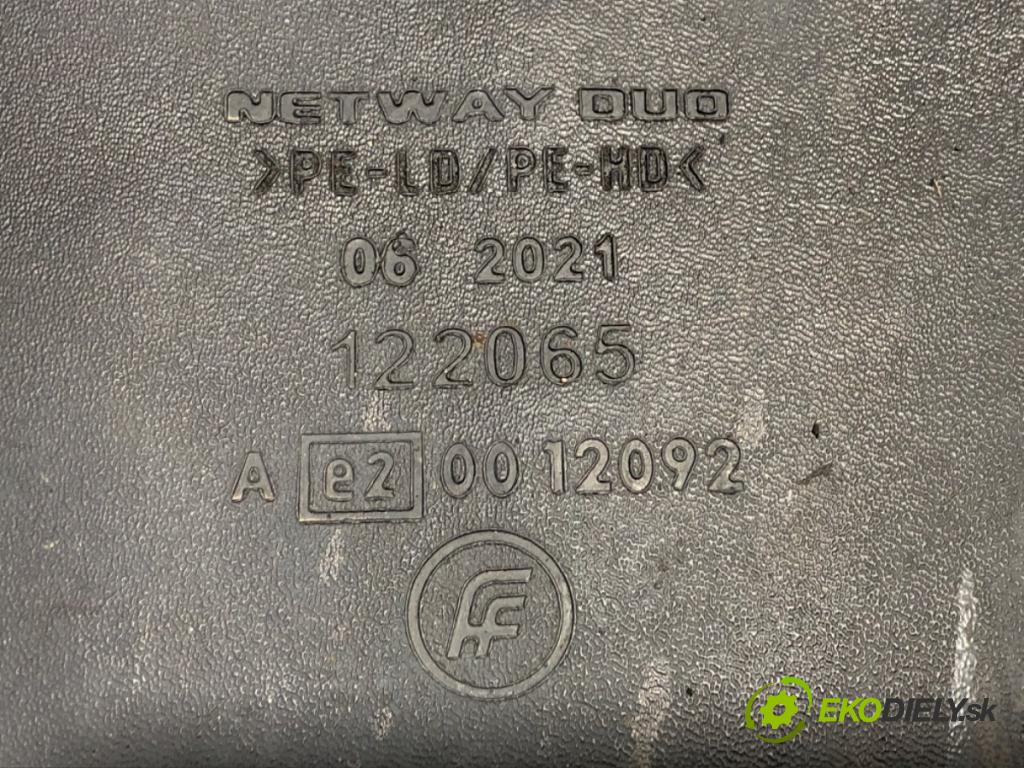 NETWAY DUO
>PE-LD/PE-HD<
06 2021
122065
A e2 00 12092
EKODIELY.sk